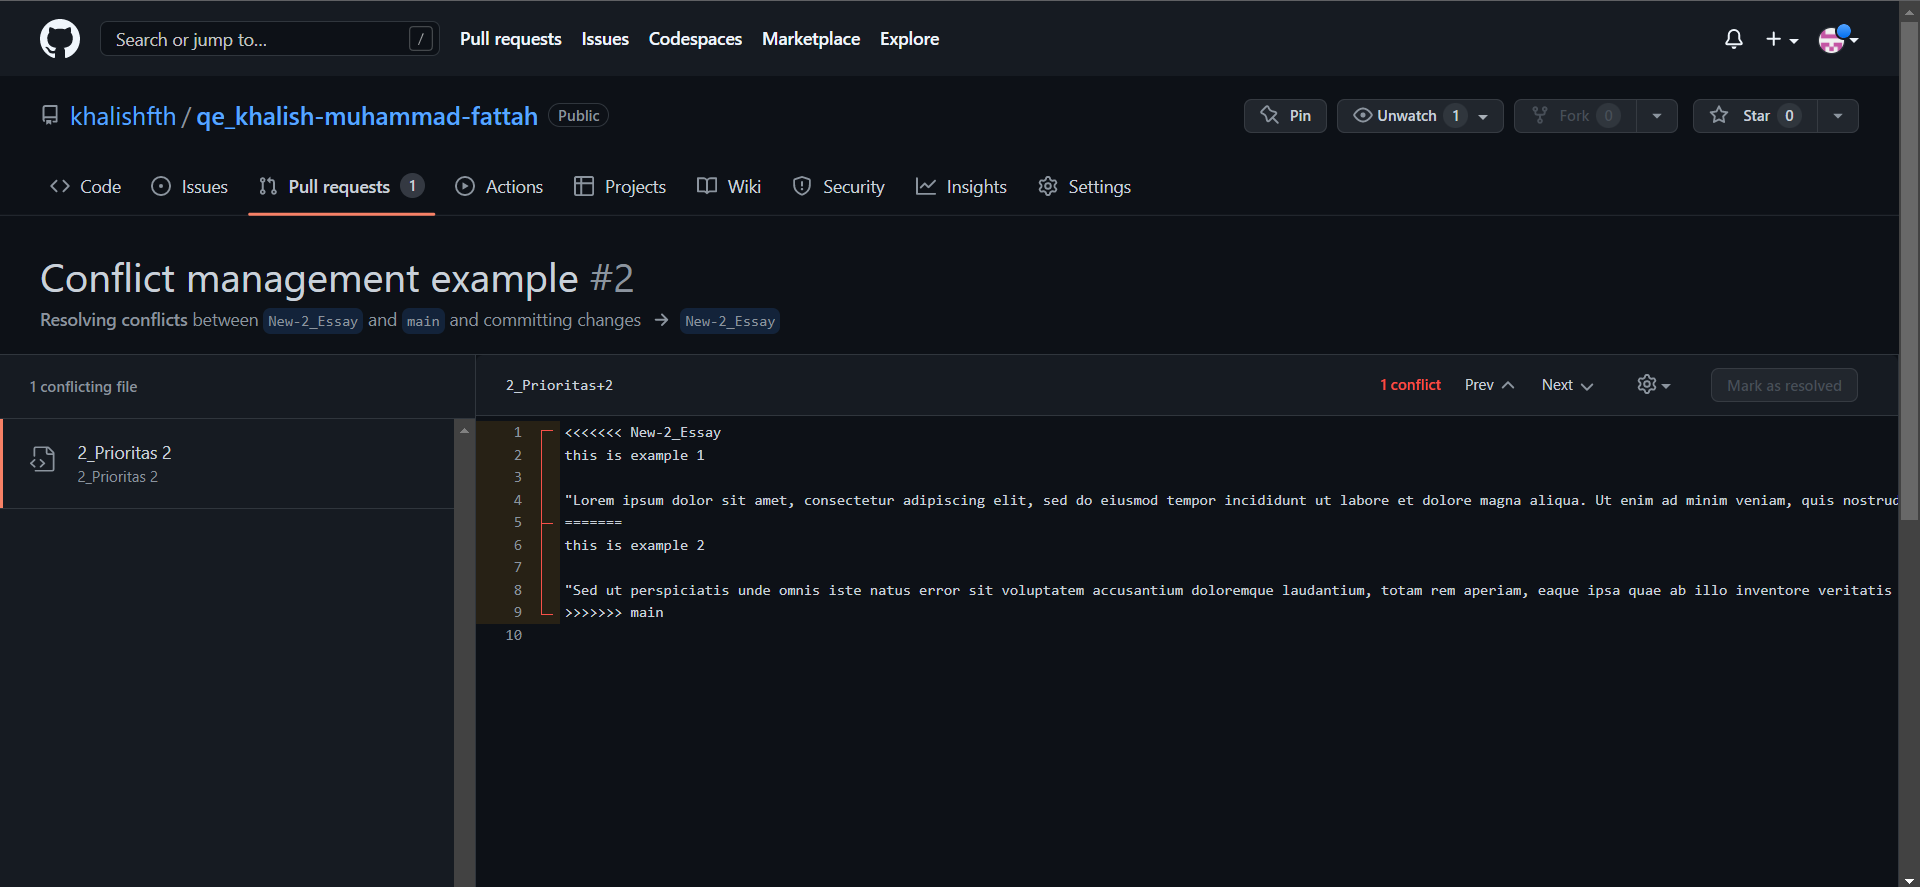 Search or jump to... /
Pull requests Issues Codespaces Marketplace Explore
khalishfth / qe_khalish-muhammad-fattah Public
Pin Unwatch 1 Fork 0 Star 0
Code Issues Pull requests 1 Actions Projects Wiki Security Insights Settings
Conflict management example #2
Resolving conflicts between New-2_Essay and main and committing changes → New-2_Essay
1 conflicting file
2_Prioritas 2
2_Prioritas 2
2_Prioritas+2 1 conflict Prev Next Mark as resolved
1 <<<<<<< New-2_Essay
2 this is example 1
3
4 "Lorem ipsum dolor sit amet, consectetur adipiscing elit, sed do eiusmod tempor incididunt ut labore et dolore magna aliqua. Ut enim ad minim veniam, quis nostrud
5 =======
6 this is example 2
7
8 "Sed ut perspiciatis unde omnis iste natus error sit voluptatem accusantium doloremque laudantium, totam rem aperiam, eaque ipsa quae ab illo inventore veritatis
9 >>>>>>> main
10